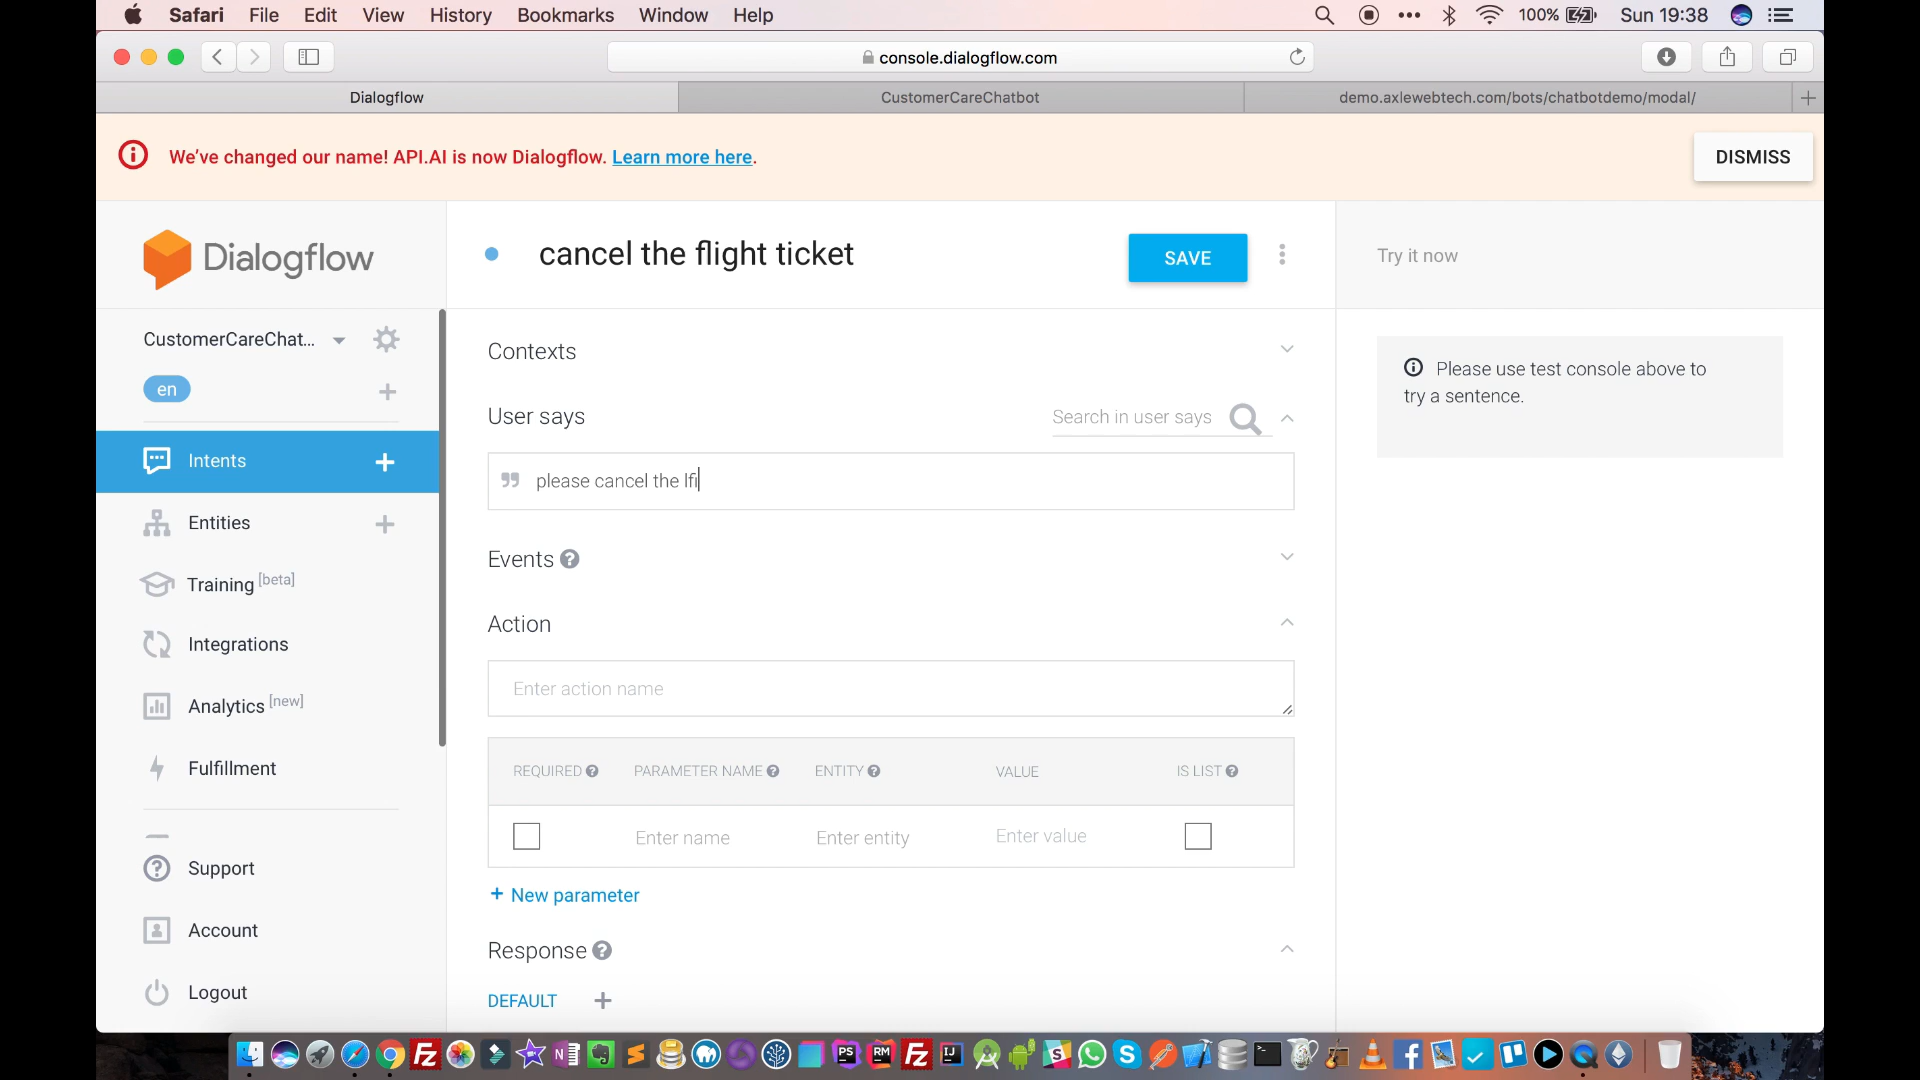 Safari File Edit View History Bookmarks Window Help 100% Sun 19:38
console.dialogflow.com
Dialogflow CustomerCareChatbot demo.axlewebtech.com/bots/chatbotdemo/modal/
We've changed our name! API.AI is now Dialogflow. Learn more here. DISMISS
Dialogflow
cancel the flight ticket SAVE
Try it now
CustomerCareChat...
en
Intents
Entities
Training [beta]
Integrations
Analytics [new]
Fulfillment
Support
Account
Logout
Contexts
User says Search in user says
please cancel the lfi
Events
Action
Enter action name
REQUIRED PARAMETER NAME ENTITY VALUE IS LIST
Enter name Enter entity Enter value
+ New parameter
Response
DEFAULT +
Please use test console above to
try a sentence.
Fz N PS RM Fz IJ S